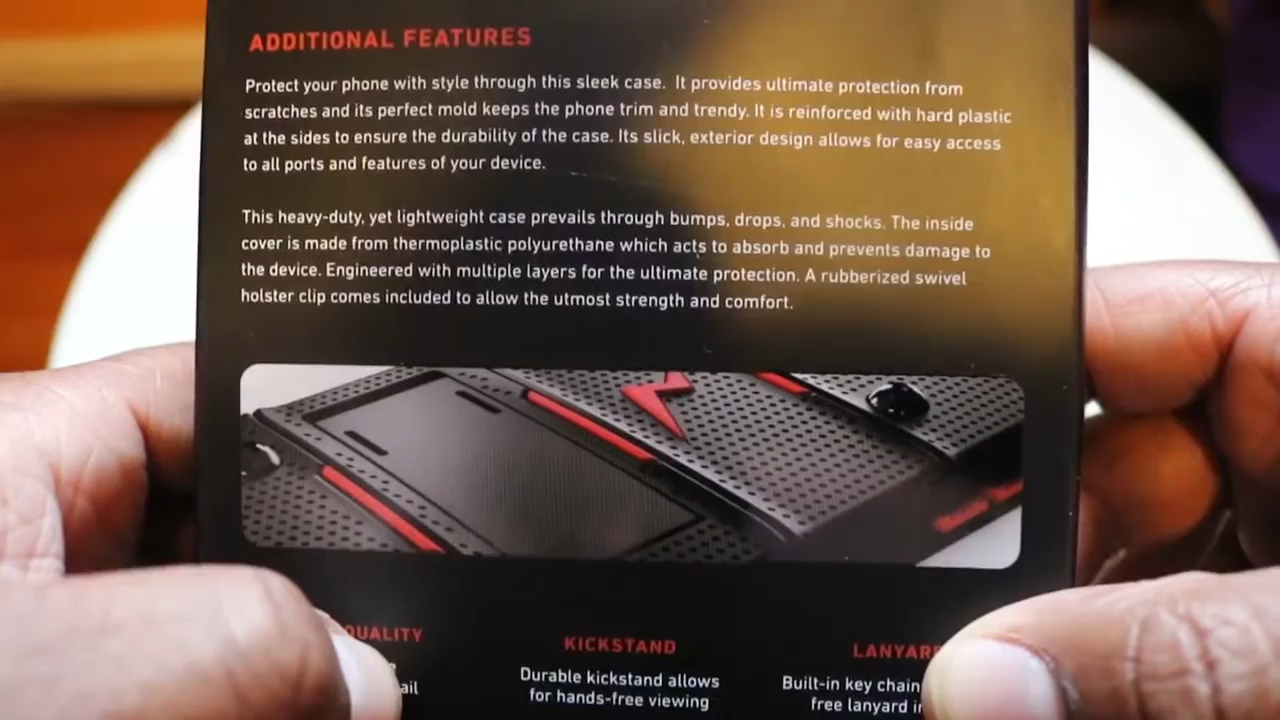 ADDITIONAL FEATURES
Protect your phone with style through this sleek case. It provides ultimate protection from
scratches and its perfect mold keeps the phone trim and trendy. It is reinforced with hard plastic
at the sides to ensure the durability of the case. Its slick, exterior design allows for easy access
to all ports and features of your device.
This heavy-duty, yet lightweight case prevails through bumps, drops, and shocks. The inside
cover is made from thermoplastic polyurethane which acts to absorb and prevents damage to
the device. Engineered with multiple layers for the ultimate protection. A rubberized swivel
holster clip comes included to allow the utmost strength and comfort.
QUALITY
KICKSTAND
Durable kickstand allows
for hands-free viewing
Built-in key chain
free lanyard